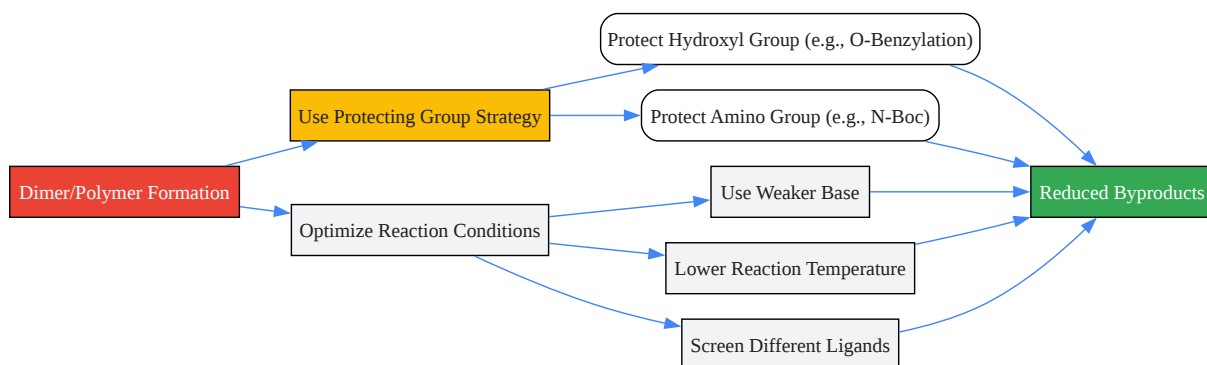 Protect Hydroxyl Group (e.g., O-Benzylation)
Use Protecting Group Strategy
Protect Amino Group (e.g., N-Boc)
Dimer/Polymer Formation
Use Weaker Base
Reduced Byproducts
Optimize Reaction Conditions
Lower Reaction Temperature
Screen Different Ligands